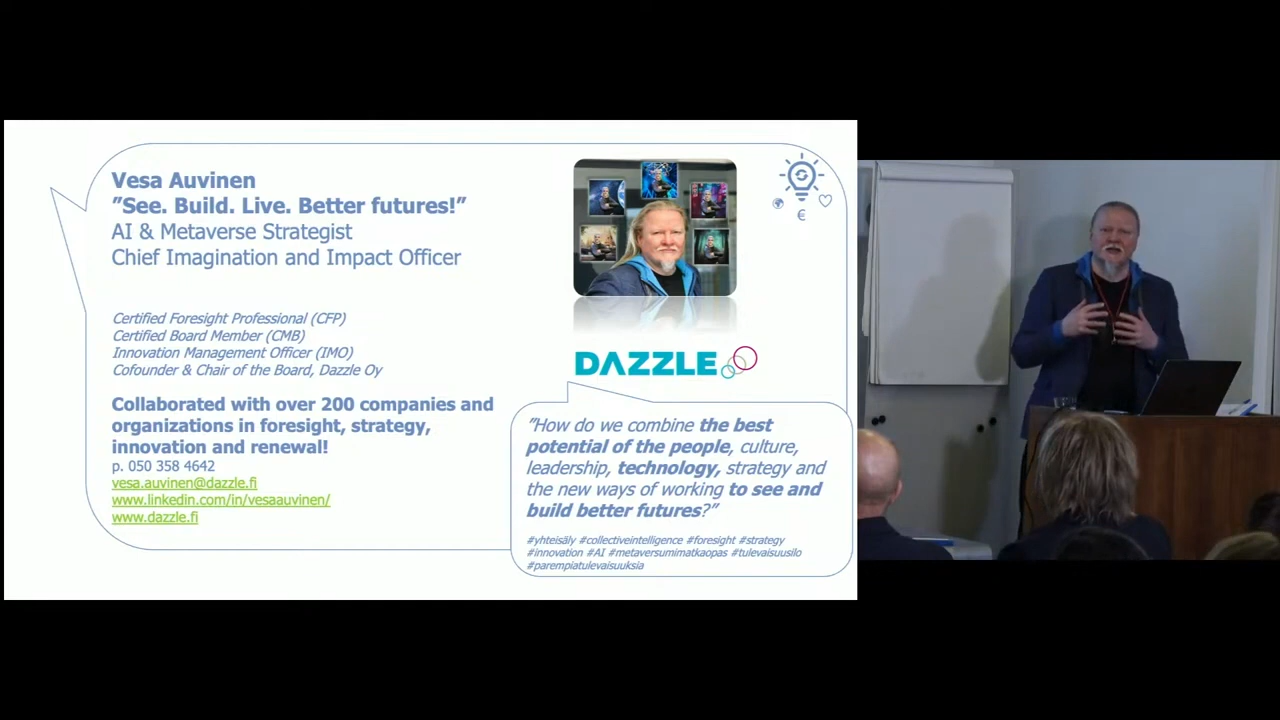 Vesa Auvinen
"See. Build. Live. Better futures!"
AI & Metaverse Strategist
Chief Imagination and Impact Officer
Certified Foresight Professional (CFP)
Certified Board Member (CMB)
Innovation Management Officer (IMO)
Cofounder & Chair of the Board, Dazzle Oy
Collaborated with over 200 companies and
organizations in foresight, strategy,
innovation and renewal!
p. 050 358 4642
vesa.auvinen@dazzle.fi
www.linkedin.com/in/vesaauvinen/
www.dazzle.fi
€
DAZZLE
"How do we combine the best
potential of the people, culture,
leadership, technology, strategy and
the new ways of working to see and
build better futures?"
#yhteisäly #collectiveintelligence #foresight #strategy
#innovation #AI #metaversumimatkaopas #tulevaisuusilo
#parempiatulevaisuuksia